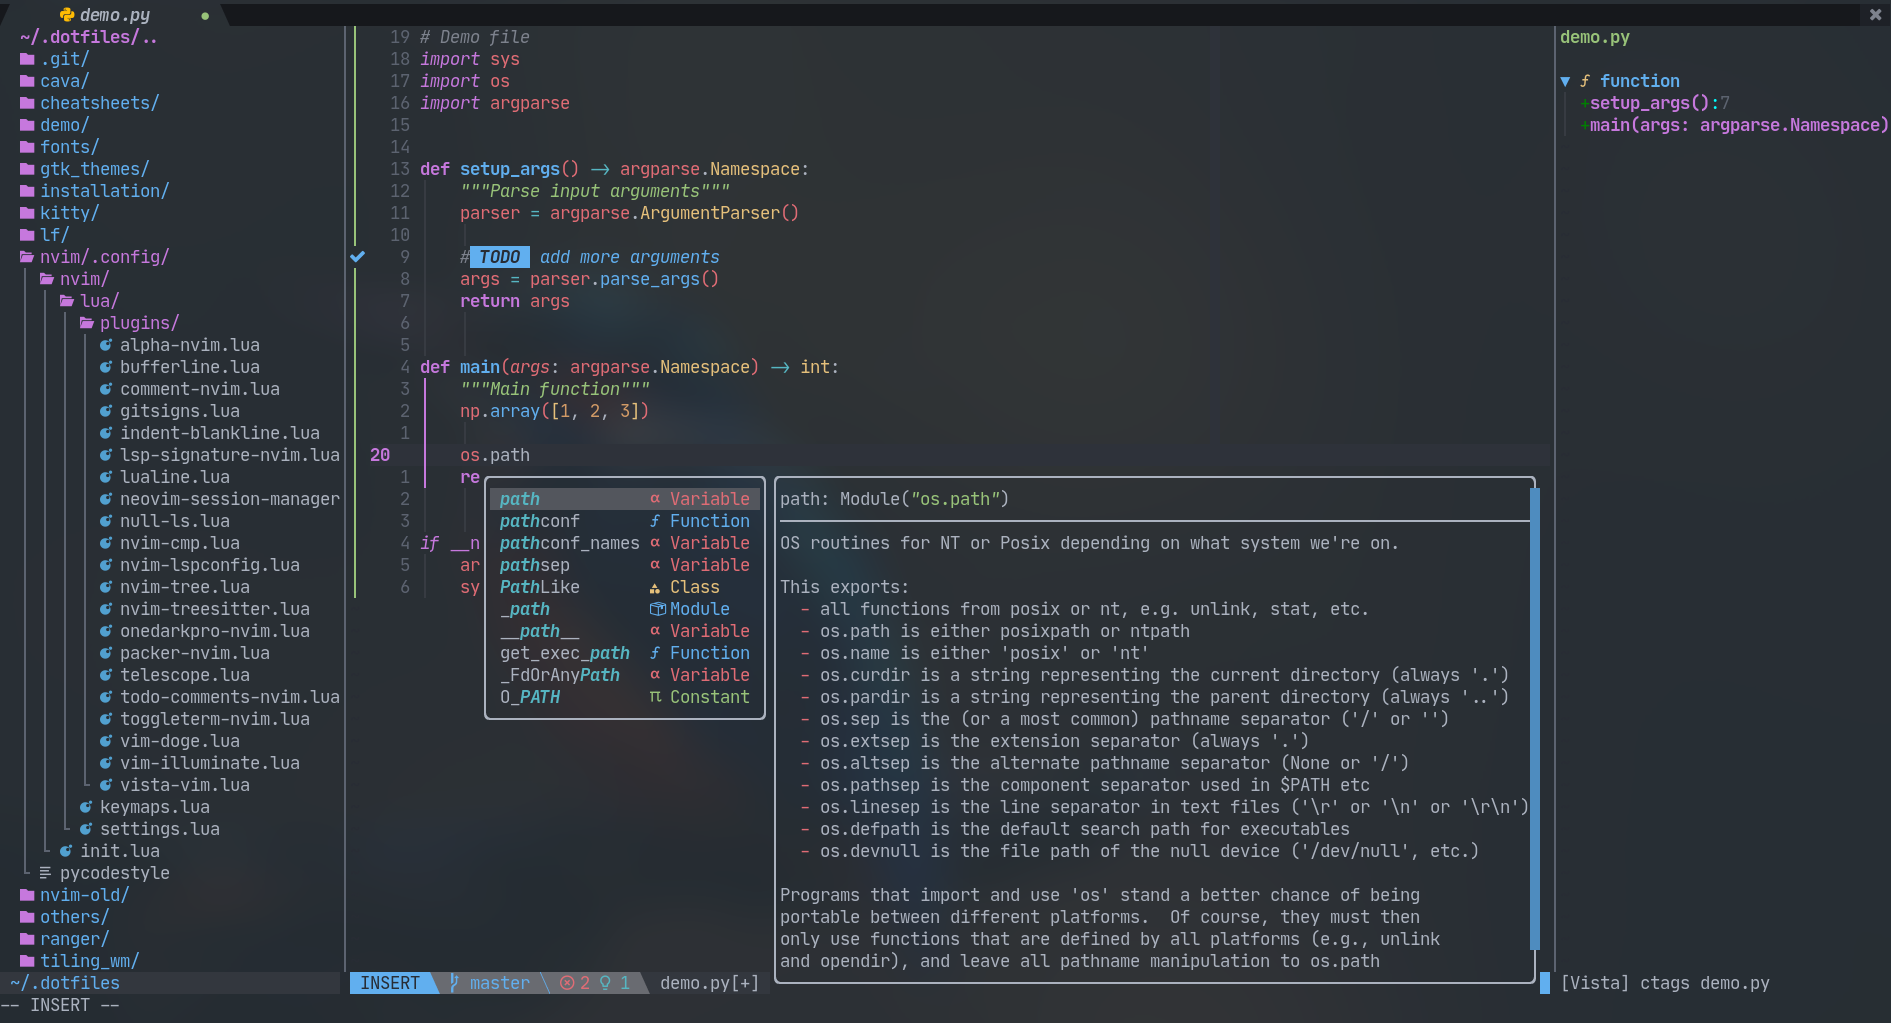 demo.py
~/.dotfiles/..
.git/
cava/
cheatsheets/
demo/
fonts/
gtk_themes/
installation/
kitty/
lf/
nvim/.config/
nvim/
lua/
plugins/
alpha-nvim.lua
bufferline.lua
comment-nvim.lua
gitsigns.lua
indent-blankline.lua
lsp-signature-nvim.lua
lualine.lua
neovim-session-manager
null-ls.lua
nvim-cmp.lua
nvim-lspconfig.lua
nvim-tree.lua
nvim-treesitter.lua
onedarkpro-nvim.lua
packer-nvim.lua
telescope.lua
todo-comments-nvim.lua
toggleterm-nvim.lua
vim-doge.lua
vim-illuminate.lua
vista-vim.lua
keymaps.lua
settings.lua
init.lua
pycodestyle
nvim-old/
others/
ranger/
tiling_wm/
~/.dotfiles
19 # Demo file
18 import sys
17 import os
16 import argparse
15
14
13 def setup_args() -> argparse.Namespace:
12 """Parse input arguments"""
11 parser = argparse.ArgumentParser()
10
9 # TODO add more arguments
8 args = parser.parse_args()
7 return args
6
5
4 def main(args: argparse.Namespace) -> int:
3 """Main function"""
2 np.array([1, 2, 3])
1
20 os.path
1 re
2
3
4 if __n
5 ar
6 sy
path α Variable
pathconf ƒ Function
pathconf_names α Variable
pathsep α Variable
PathLike Class
_path Module
__path__ α Variable
get_exec_path ƒ Function
_FdOrAnyPath α Variable
O_PATH π Constant
path: Module("os.path")
OS routines for NT or Posix depending on what system we're on.
This exports:
- all functions from posix or nt, e.g. unlink, stat, etc.
- os.path is either posixpath or ntpath
- os.name is either 'posix' or 'nt'
- os.curdir is a string representing the current directory (always '.')
- os.pardir is a string representing the parent directory (always '..')
- os.sep is the (or a most common) pathname separator ('/' or '')
- os.extsep is the extension separator (always '.')
- os.altsep is the alternate pathname separator (None or '/')
- os.pathsep is the component separator used in $PATH etc
- os.linesep is the line separator in text files ('\r' or '\n' or '\r\n')
- os.defpath is the default search path for executables
- os.devnull is the file path of the null device ('/dev/null', etc.)
Programs that import and use 'os' stand a better chance of being
portable between different platforms.  Of course, they must then
only use functions that are defined by all platforms (e.g., unlink
and opendir), and leave all pathname manipulation to os.path
demo.py
▼ ƒ function
+setup_args():7
+main(args: argparse.Namespace)
INSERT master 2 1 demo.py[+]
[Vista] ctags demo.py
-- INSERT --